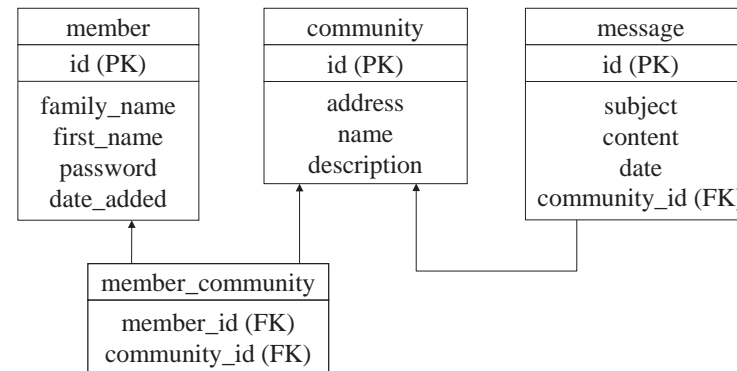 member
id (PK)
family_name
first_name
password
date_added
community
id (PK)
address
name
description
message
id (PK)
subject
content
date
community_id (FK)
member_community
member_id (FK)
community_id (FK)